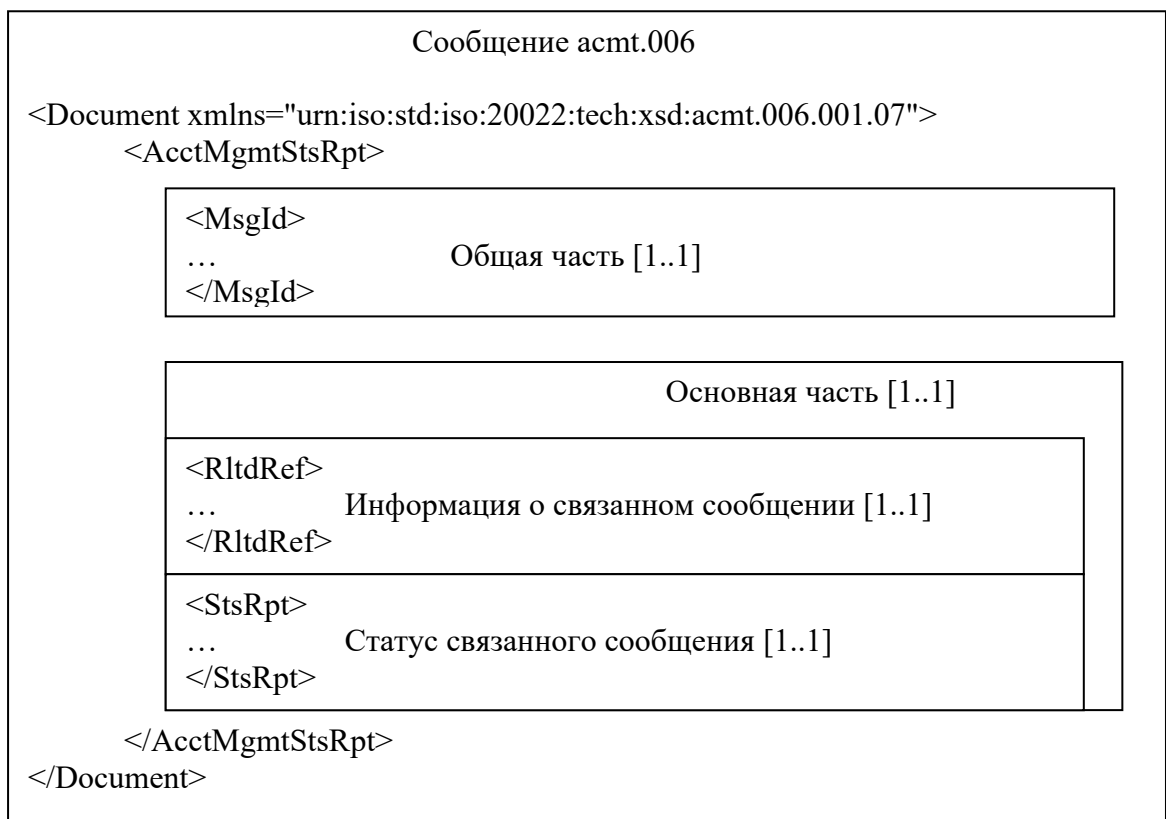 Сообщение acmt.006
<Document xmlns="urn:iso:std:iso:20022:tech:xsd:acmt.006.001.07">
<AcctMgmtStsRpt>
<MsgId>
… Общая часть [1..1]
</MsgId>
Основная часть [1..1]
<RltdRef>
… Информация о связанном сообщении [1..1]
</RltdRef>
<StsRpt>
… Статус связанного сообщения [1..1]
</StsRpt>
</AcctMgmtStsRpt>
</Document>